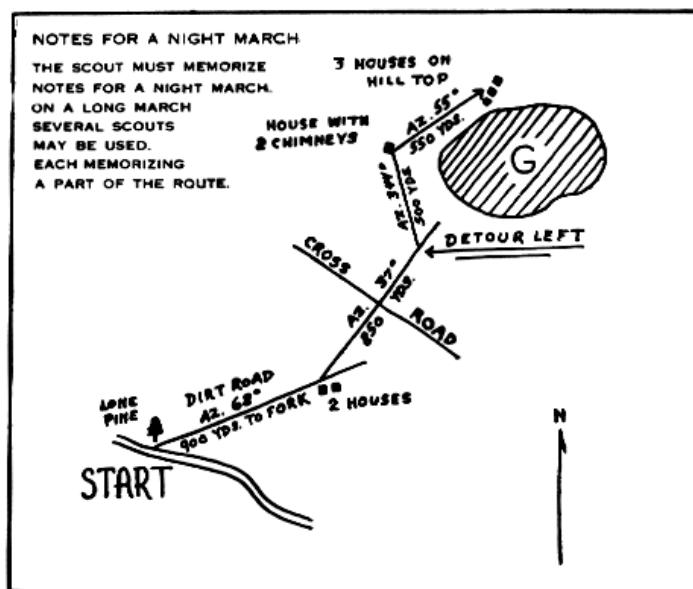 NOTES FOR A NIGHT MARCH
THE SCOUT MUST MEMORIZE
NOTES FOR A NIGHT MARCH.
ON A LONG MARCH
SEVERAL SCOUTS
MAY BE USED.
EACH MEMORIZING
A PART OF THE ROUTE.
3 HOUSES ON
HILL TOP
AZ. 55°
550 YDS.
HOUSE WITH
2 CHIMNEYS
G
AZ. 344°
500 YDS
DETOUR LEFT
CROSS
ROAD
AZ. 37°
850 YDS.
DIRT ROAD
AZ. 68°
900 YDS. TO FORK
2 HOUSES
LONE
PINE
START
N